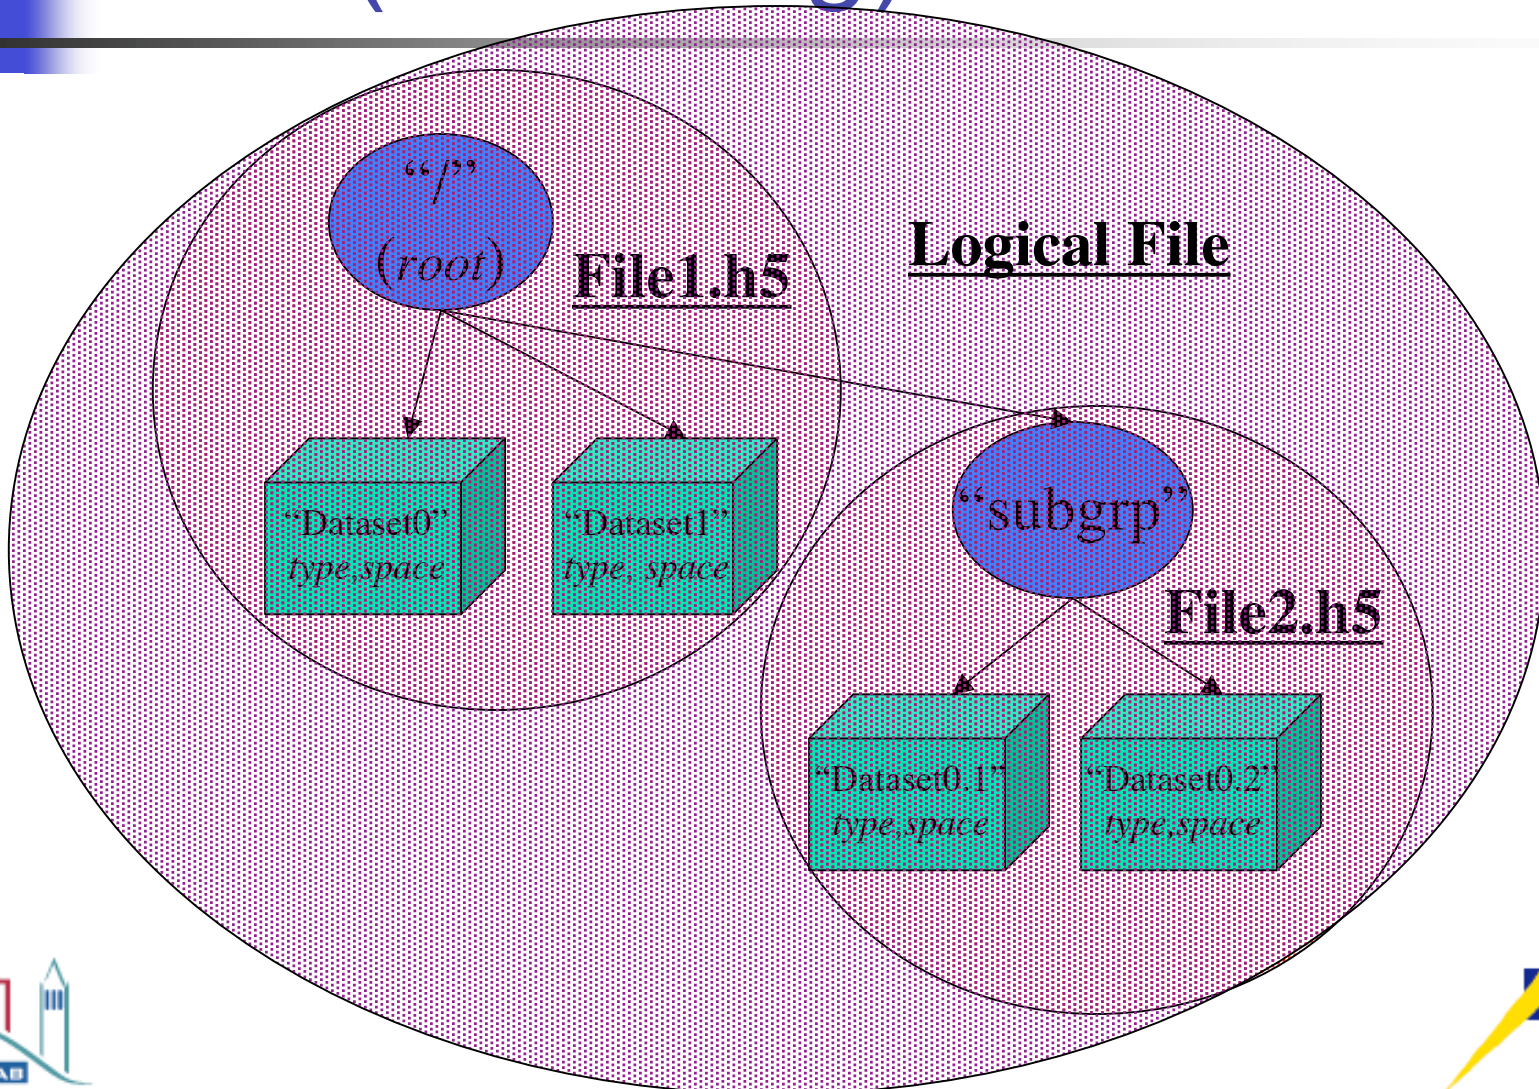 “/”
(root)
File1.h5
Logical File
“Dataset0”
type,space
“Dataset1”
type, space
“subgrp”
File2.h5
“Dataset0.1”
type,space
“Dataset0.2”
type,space